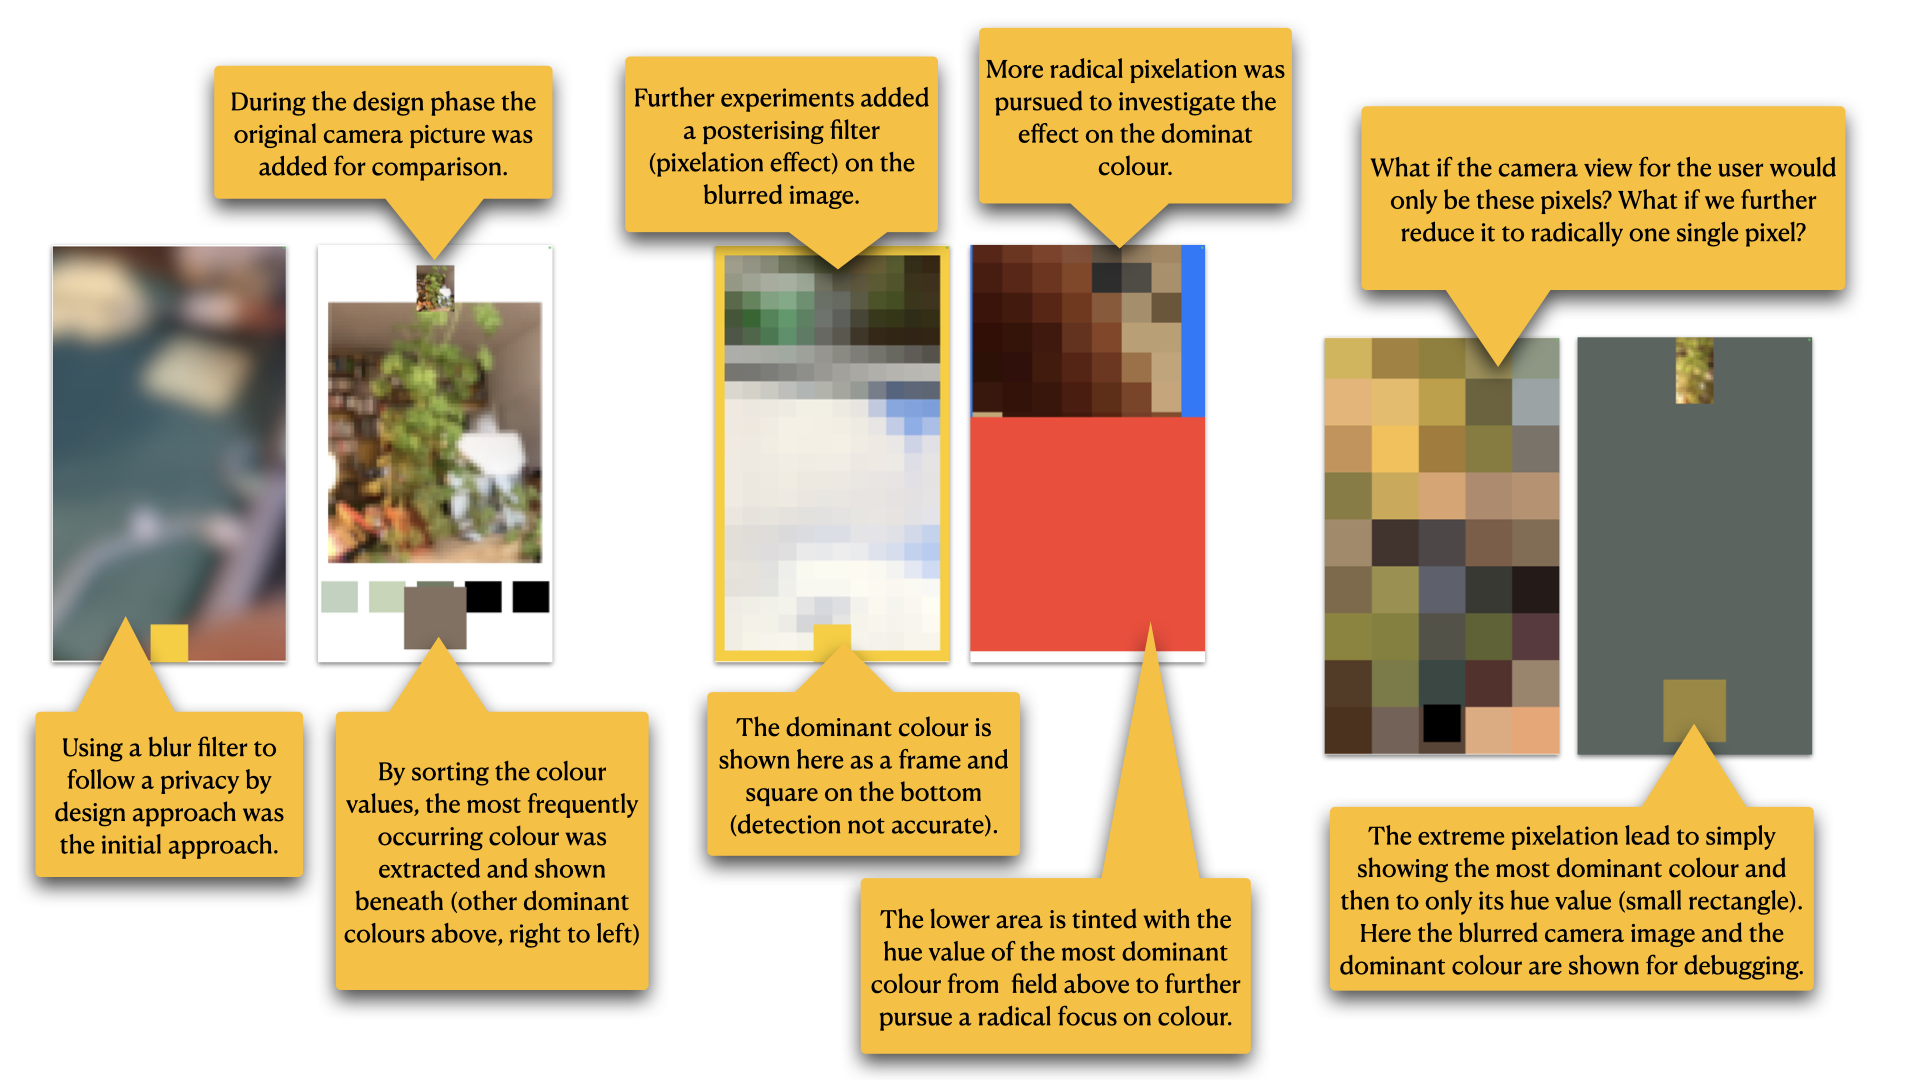 During the design phase the
original camera picture was
added for comparison.
Further experiments added
a posterising filter
(pixelation effect) on the
blurred image.
More radical pixelation was
pursued to investigate the
effect on the dominat
colour.
What if the camera view for the user would
only be these pixels? What if we further
reduce it to radically one single pixel?
Using a blur filter to
follow a privacy by
design approach was
the initial approach.
By sorting the colour
values, the most frequently
occurring colour was
extracted and shown
beneath (other dominant
colours above, right to left)
The dominant colour is
shown here as a frame and
square on the bottom
(detection not accurate).
The lower area is tinted with the
hue value of the most dominant
colour from  field above to further
pursue a radical focus on colour.
The extreme pixelation lead to simply
showing the most dominant colour and
then to only its hue value (small rectangle).
Here the blurred camera image and the
dominant colour are shown for debugging.